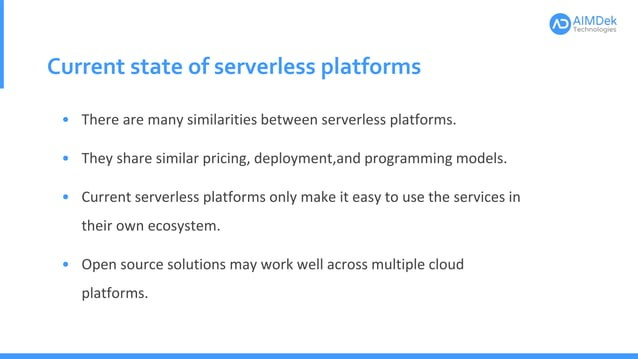 AIMDek
Technologies
Current state of serverless platforms
• There are many similarities between serverless platforms.
• They share similar pricing, deployment,and programming models.
• Current serverless platforms only make it easy to use the services in
their own ecosystem.
• Open source solutions may work well across multiple cloud
platforms.